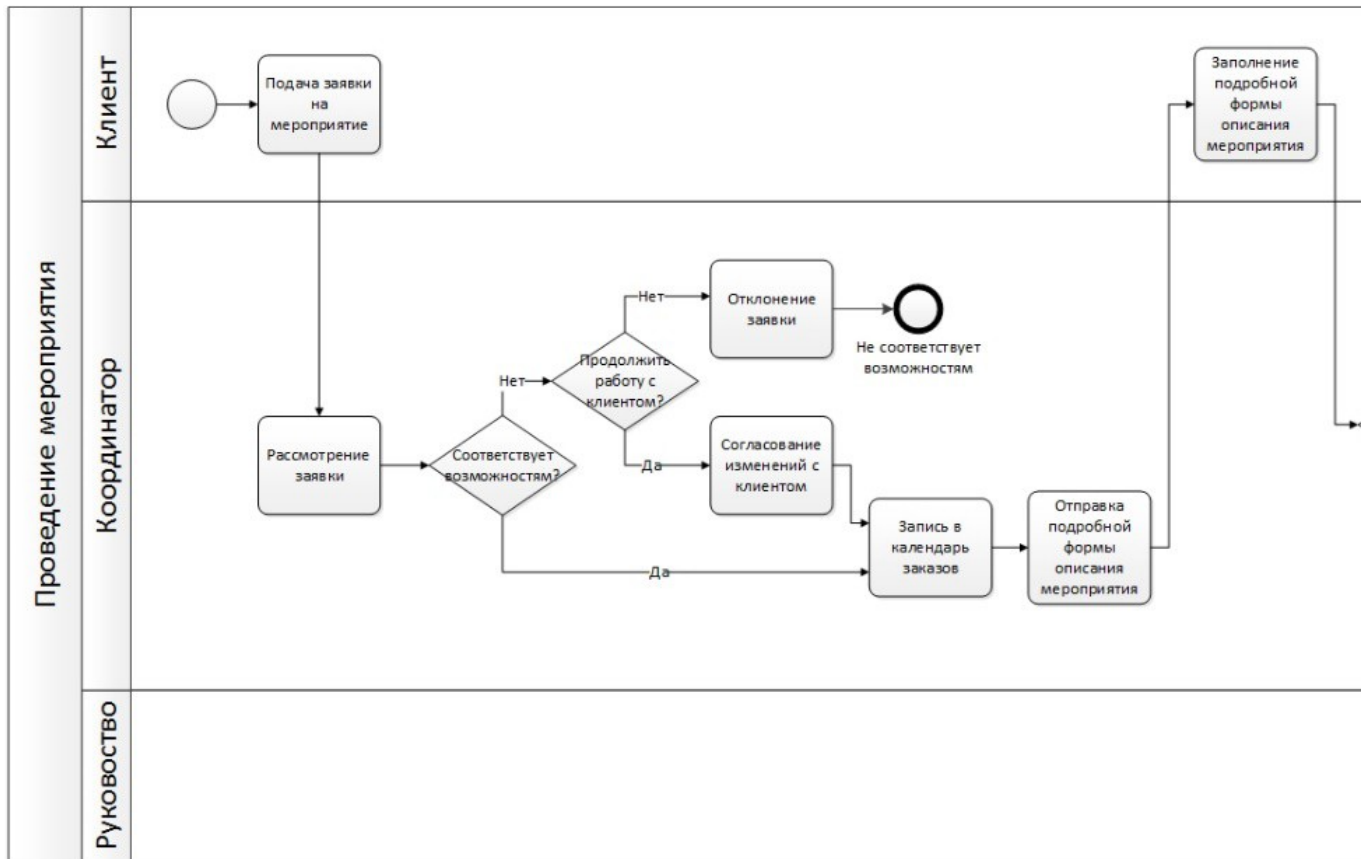 Проведение мероприятия
Клиент
Подача заявки
на
мероприятие
Заполнение
подробной
формы
описания
мероприятия
Координатор
Рассмотрение
заявки
Соответствует
возможностям?
Нет
Продолжить
работу с
клиентом?
Нет
Отклонение
заявки
Не соответствует
возможностям
Да
Согласование
изменений с
клиентом
Да
Запись в
календарь
заказов
Отправка
подробной
формы
описания
мероприятия
Руковоство